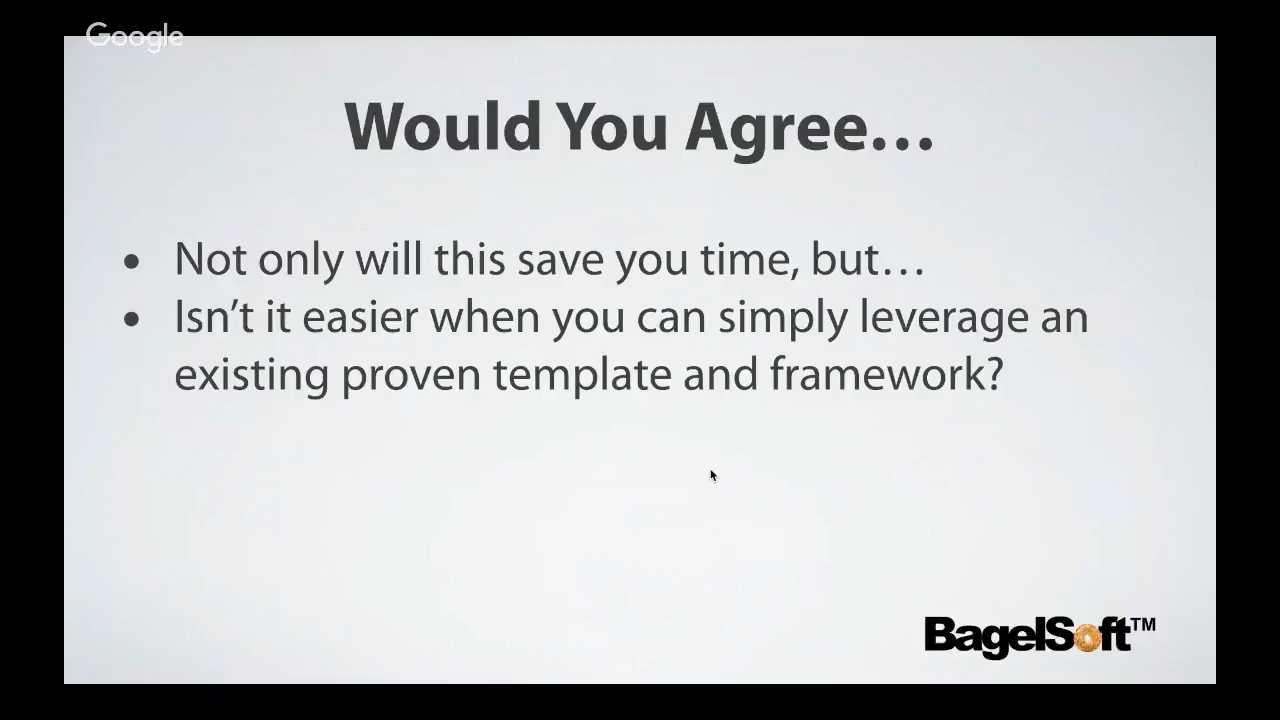 Google
Would You Agree…
• Not only will this save you time, but…
• Isn’t it easier when you can simply leverage an
existing proven template and framework?
BagelSoft™